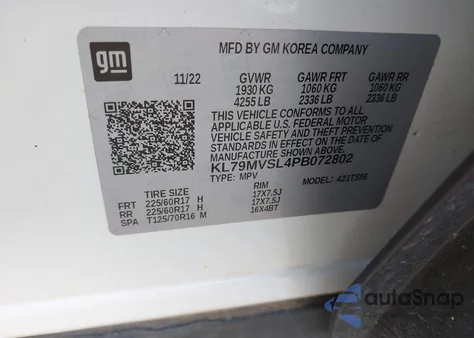 gm
MFD BY GM KOREA COMPANY
11/22 GVWR GAWR FRT GAWR RR
1930 KG 1060 KG 1060 KG
4255 LB 2336 LB 2336 LB
THIS VEHICLE CONFORMS TO ALL
APPLICABLE U.S. FEDERAL MOTOR
VEHICLE SAFETY AND THEFT PREVENTION
STANDARDS IN EFFECT ON THE DATE OF
MANUFACTURE SHOWN ABOVE.
KL79MVSL4PB072802
TYPE: MPV MODEL: 421TS56
TIRE SIZE RIM
FRT 225/60R17 H 17X7.5J
RR 225/60R17 H 17X7.5J
SPA T125/70R16 M 16X4BT
autoSnap